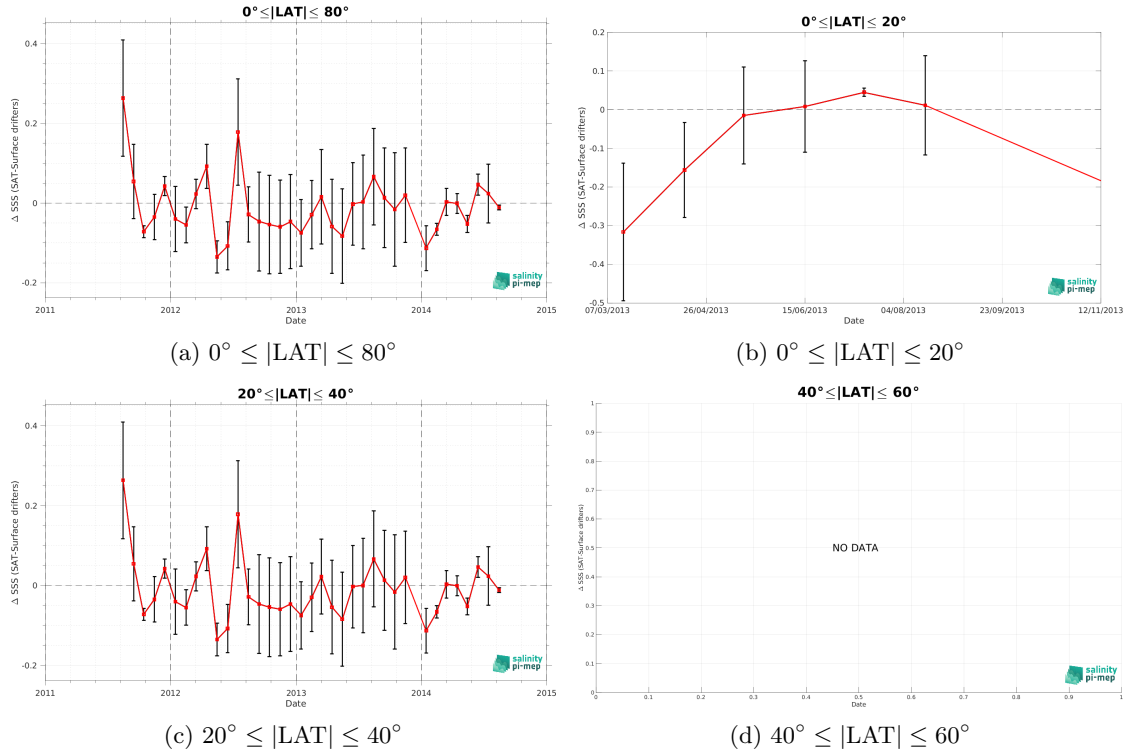 0°≤|LAT|≤ 80°
Δ SSS (SAT-Surface drifters)
0.4
0.2
0
-0.2
2011
2012
2013
2014
2015
Date
salinity
pi-mep
(a) 0° ≤ |LAT| ≤ 80°
0°≤|LAT|≤ 20°
Δ SSS (SAT-Surface drifters)
0.2
0.1
0
-0.1
-0.2
-0.3
-0.4
-0.5
07/03/2013
26/04/2013
15/06/2013
04/08/2013
23/09/2013
12/11/2013
Date
salinity
pi-mep
(b) 0° ≤ |LAT| ≤ 20°
20°≤|LAT|≤ 40°
Δ SSS (SAT-Surface drifters)
0.4
0.2
0
-0.2
2011
2012
2013
2014
2015
Date
salinity
pi-mep
(c) 20° ≤ |LAT| ≤ 40°
40°≤|LAT|≤ 60°
Δ SSS (SAT-Surface drifters)
1
0.9
0.8
0.7
0.6
0.5
0.4
0.3
0.2
0.1
0
NO DATA
0
0.1
0.2
0.3
0.4
0.5
0.6
0.7
0.8
0.9
1
Date
salinity
pi-mep
(d) 40° ≤ |LAT| ≤ 60°